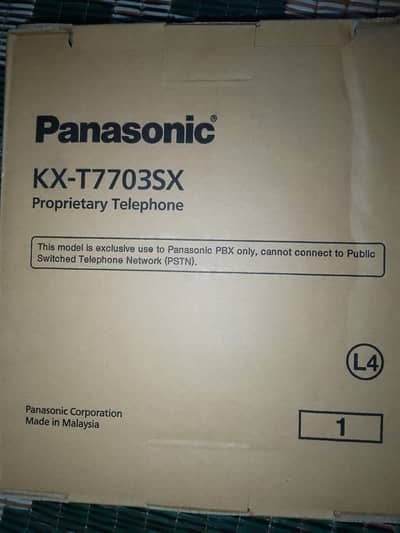 Panasonic®
KX-T7703SX
Proprietary Telephone
This model is exclusive use to Panasonic PBX only, cannot connect to Public
Switched Telephone Network (PSTN).
L4
Panasonic Corporation
Made in Malaysia
1